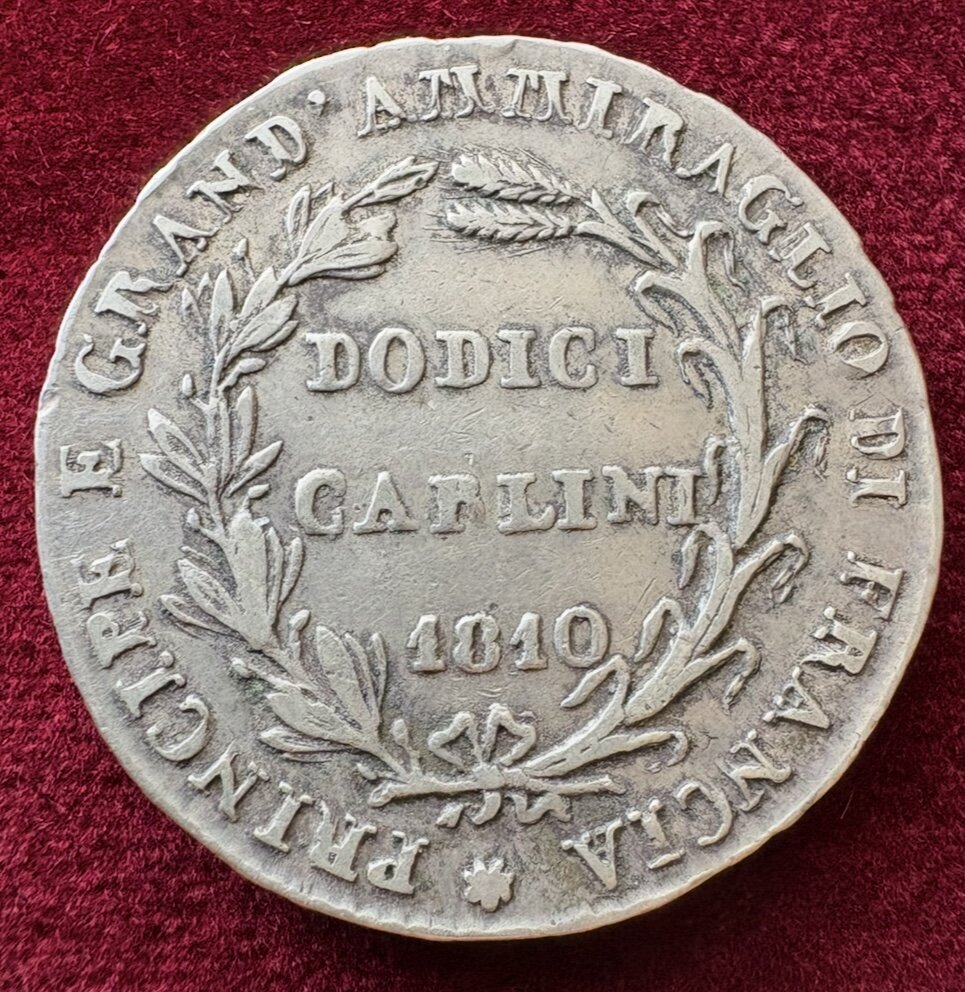 PRINCIPE E GRAND' AMMIRAGLIO DI FRANCIA
DODICI
CARLINI
1810